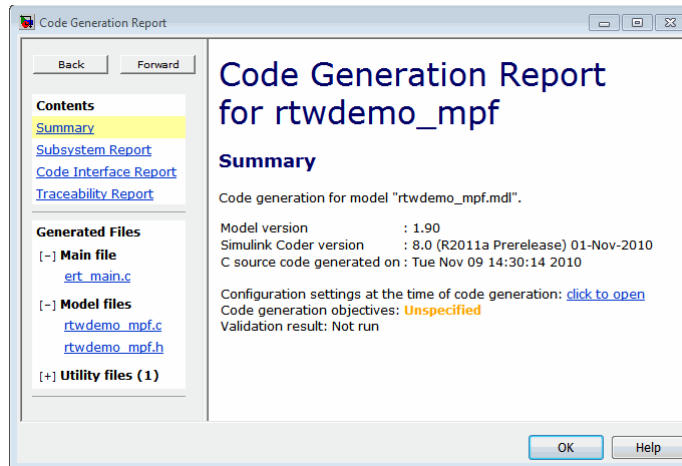 Code Generation Report
Back Forward
Contents
Summary
Subsystem Report
Code Interface Report
Traceability Report
Generated Files
[-] Main file
ert_main.c
[-] Model files
rtwdemo_mpf.c
rtwdemo_mpf.h
[+] Utility files (1)
Code Generation Report
for rtwdemo_mpf
Summary
Code generation for model "rtwdemo_mpf.mdl".
Model version : 1.90
Simulink Coder version : 8.0 (R2011a Prerelease) 01-Nov-2010
C source code generated on : Tue Nov 09 14:30:14 2010
Configuration settings at the time of code generation: click to open
Code generation objectives: Unspecified
Validation result: Not run
OK Help